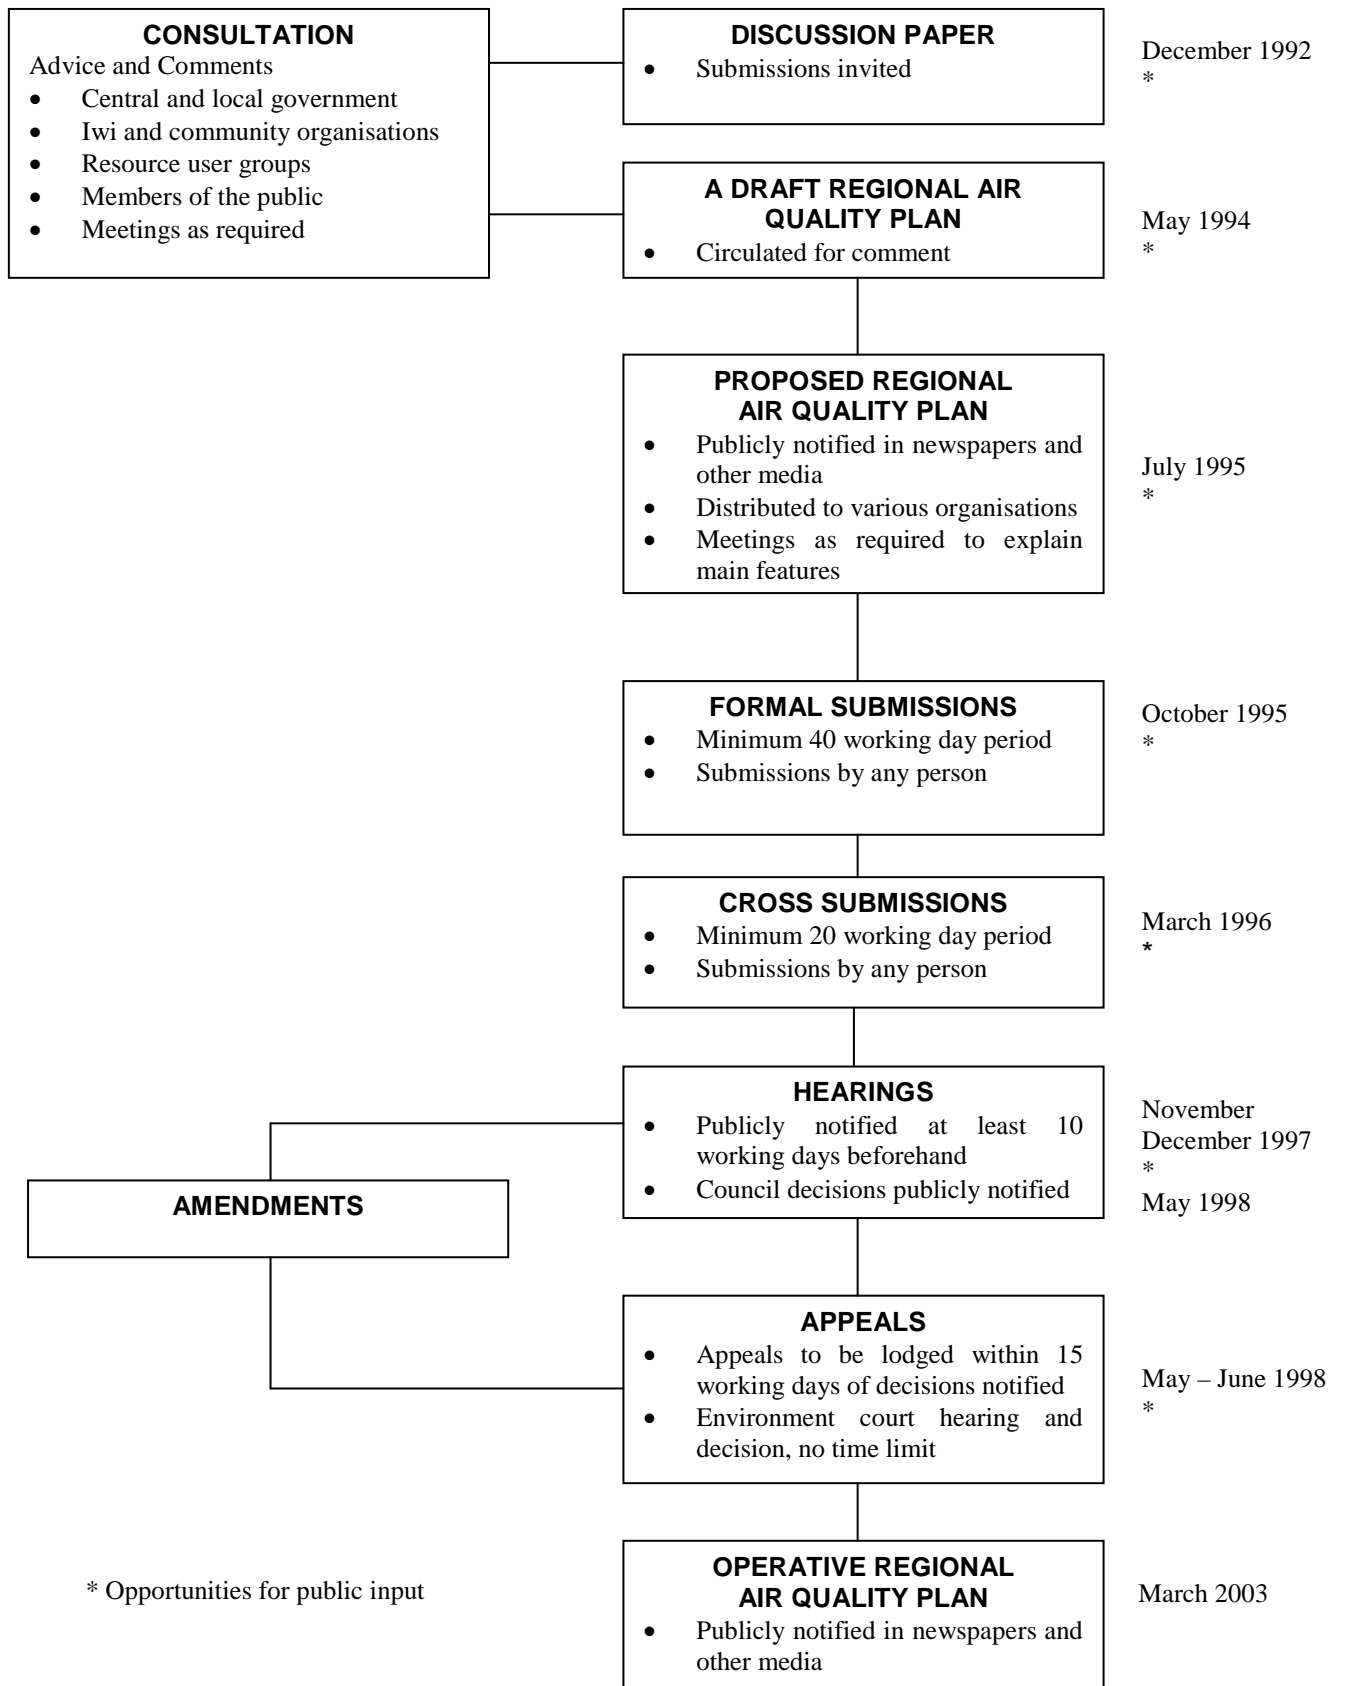 CONSULTATION
Advice and Comments
• Central and local government
• Iwi and community organisations
• Resource user groups
• Members of the public
• Meetings as required
DISCUSSION PAPER
• Submissions invited
December 1992
*
A DRAFT REGIONAL AIR
QUALITY PLAN
• Circulated for comment
May 1994
*
PROPOSED REGIONAL
AIR QUALITY PLAN
• Publicly notified in newspapers and
other media
• Distributed to various organisations
• Meetings as required to explain
main features
July 1995
*
FORMAL SUBMISSIONS
• Minimum 40 working day period
• Submissions by any person
October 1995
*
CROSS SUBMISSIONS
• Minimum 20 working day period
• Submissions by any person
March 1996
*
HEARINGS
• Publicly notified at least 10
working days beforehand
• Council decisions publicly notified
November
December 1997
*
May 1998
AMENDMENTS
APPEALS
• Appeals to be lodged within 15
working days of decisions notified
• Environment court hearing and
decision, no time limit
May – June 1998
*
OPERATIVE REGIONAL
AIR QUALITY PLAN
• Publicly notified in newspapers and
other media
March 2003
* Opportunities for public input